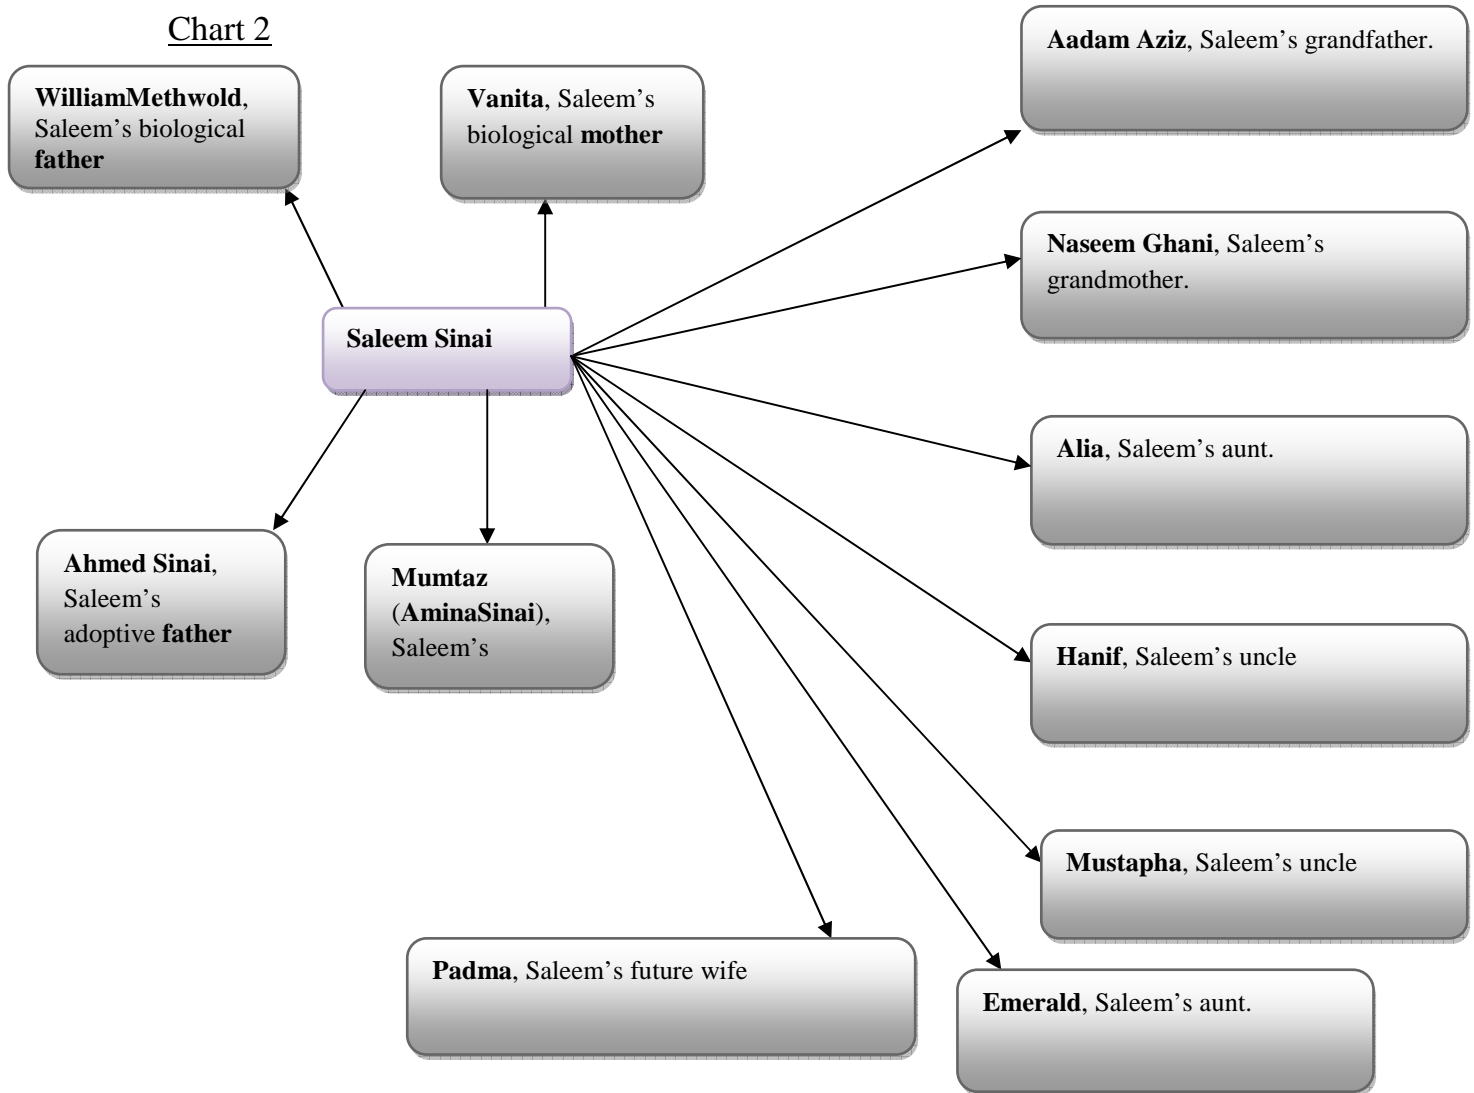 Chart 2
Aadam Aziz, Saleem’s grandfather.
WilliamMethwold,
Saleem’s biological
father
Vanita, Saleem’s
biological mother
Naseem Ghani, Saleem’s
grandmother.
Saleem Sinai
Alia, Saleem’s aunt.
Ahmed Sinai,
Saleem’s
adoptive father
Mumtaz
(AminaSinai),
Saleem’s
Hanif, Saleem’s uncle
Mustapha, Saleem’s uncle
Padma, Saleem’s future wife
Emerald, Saleem’s aunt.